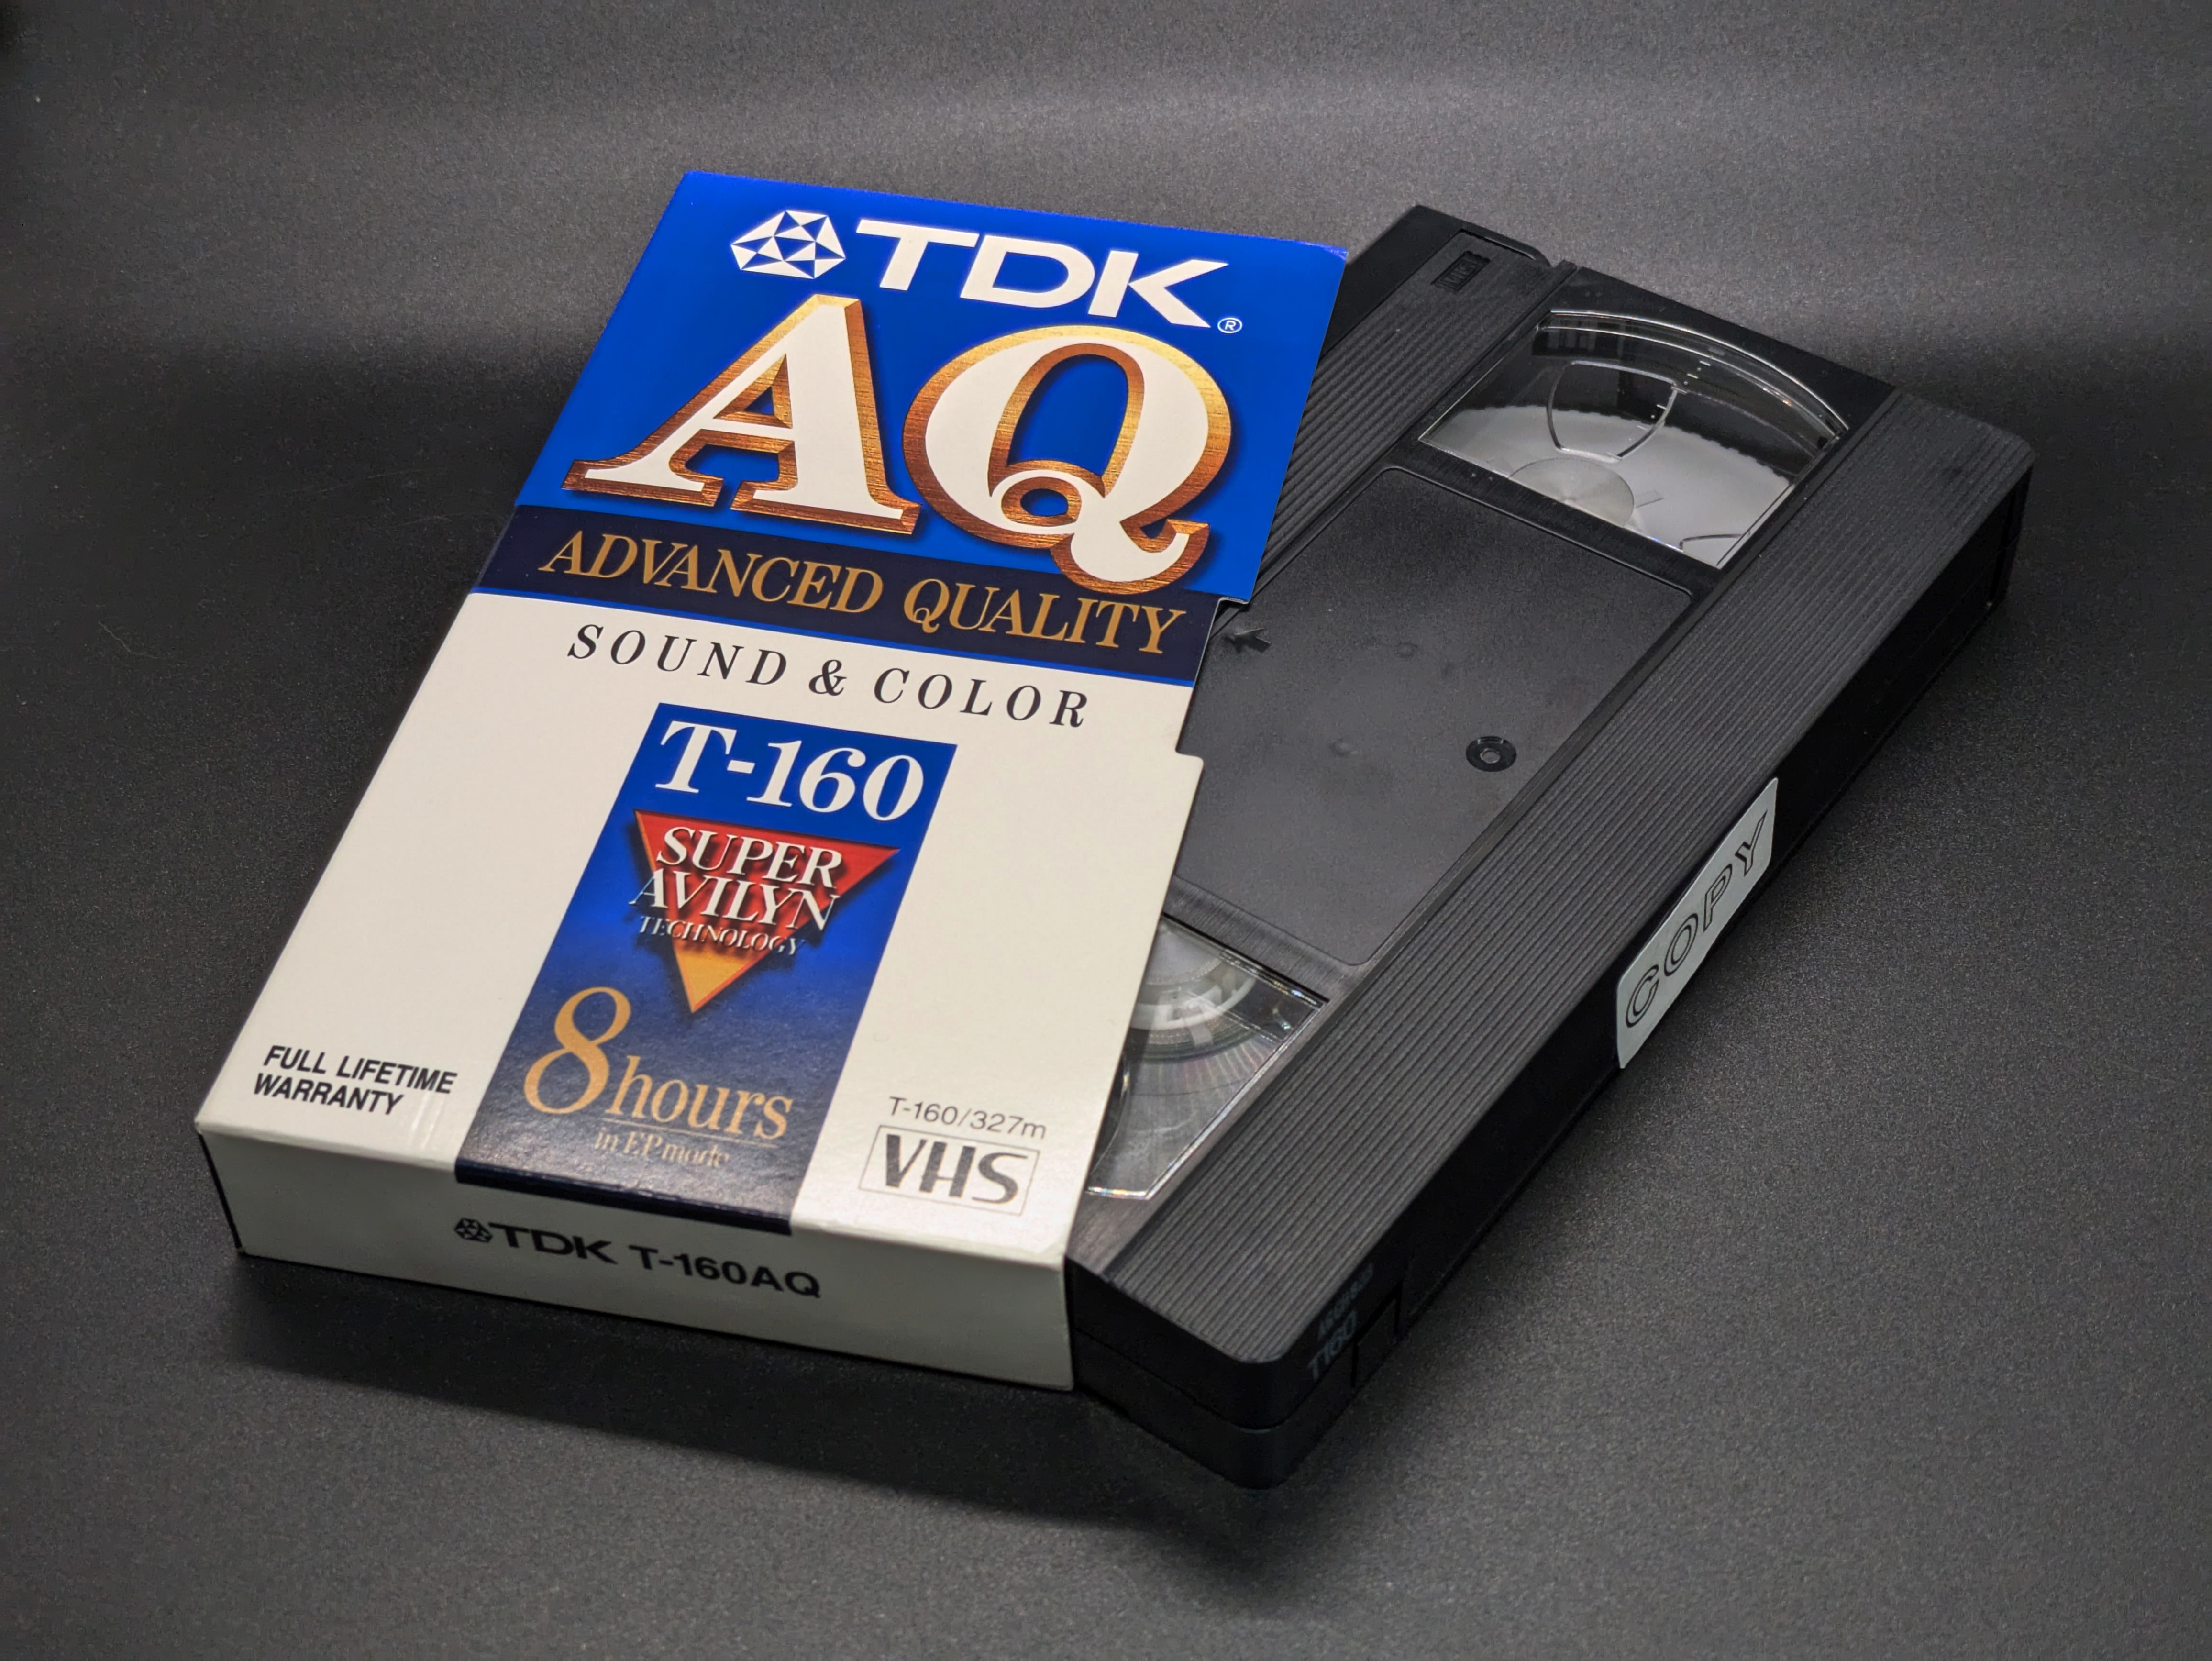 TDK®
AQ
ADVANCED QUALITY
SOUND & COLOR
T-160
SUPER
AVILYN
TECHNOLOGY
8 hours
in EP mode
FULL LIFETIME
WARRANTY
T-160/327m
VHS
TDK T-160AQ
VHS
COPY
T160